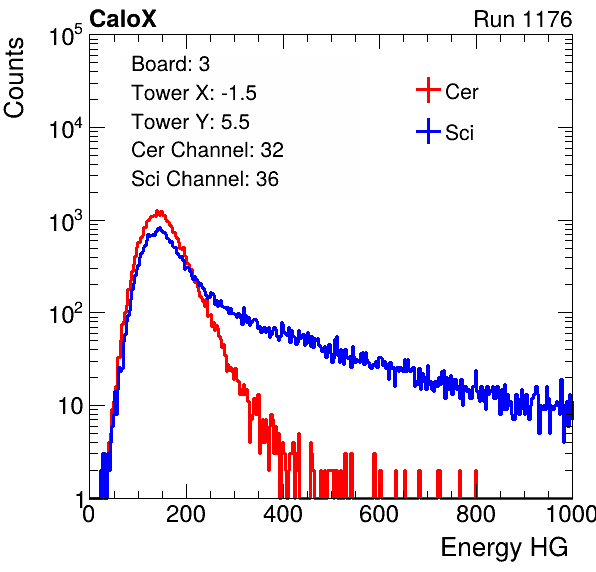 CaloX Run 1176
Counts
Board: 3
Tower X: -1.5
Tower Y: 5.5
Cer Channel: 32
Sci Channel: 36
Cer
Sci
10^5
10^4
10^3
10^2
10
1
0 200 400 600 800 1000
Energy HG